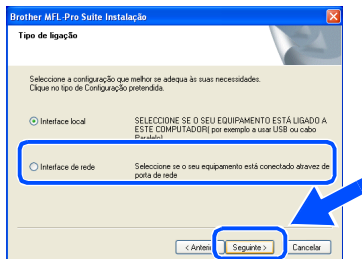 Brother MFL-Pro Suite Instalação
Tipo de ligação
Seleccione a configuração que melhor se adequa às suas necessidades.
Clique no tipo de Configuração pretendida.
Interface local
SELECCIONE SE O SEU EQUIPAMENTO ESTÁ LIGADO A
ESTE COMPUTADOR( por exemplo a usar USB ou cabo
Paralelo)
Interface de rede
Seleccione se o seu equipamento está conectado atravez de
porta de rede
Seguinte >
Cancelar